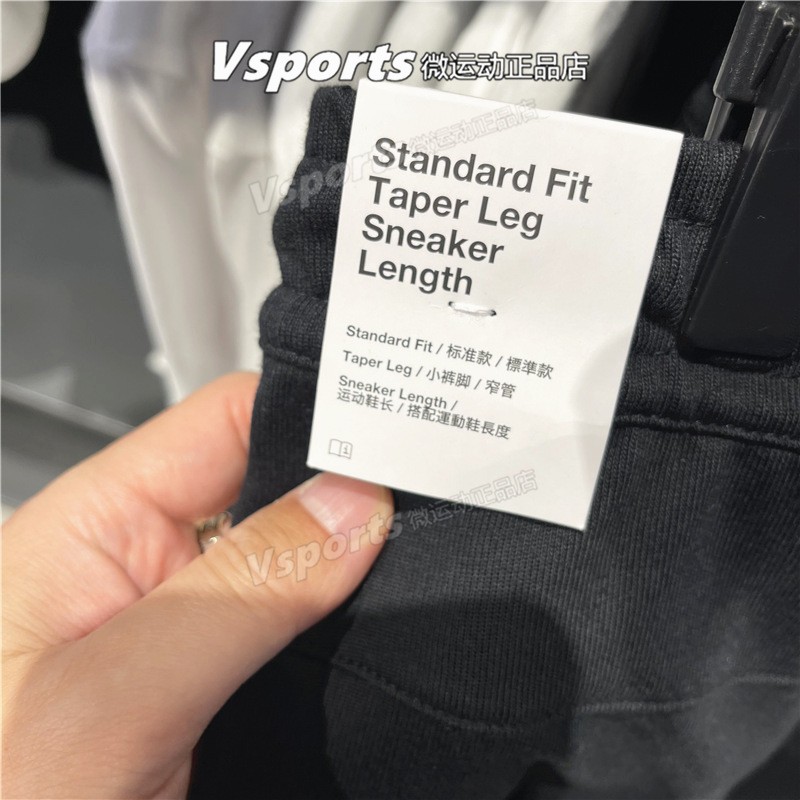 Vsports 微运动正品店
Vsports 微运动正品店
Standard Fit
Taper Leg
Sneaker
Length
Standard Fit / 标准款 / 標準款
Taper Leg / 小裤脚 / 窄管
Sneaker Length /
运动鞋长 / 搭配運動鞋長度
Vsports 微运动正品店